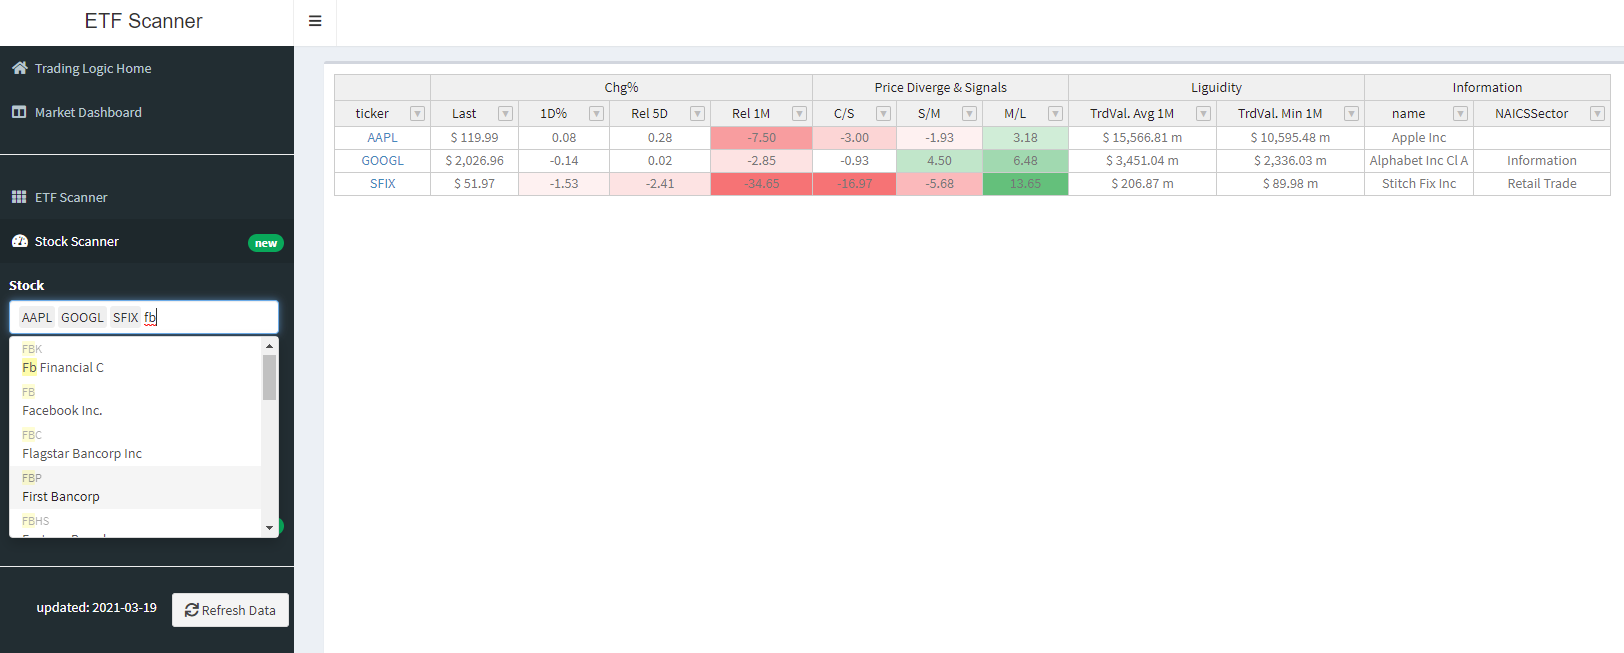 ETF Scanner
Trading Logic Home
Market Dashboard
ETF Scanner
Stock Scanner new
Stock
AAPL GOOGL SFIX fb
FBK
Fb Financial C
FB
Facebook Inc.
FBC
Flagstar Bancorp Inc
FBP
First Bancorp
FBHS
updated: 2021-03-19 Refresh Data
Chg% Price Diverge & Signals Liguidity Information
ticker Last 1D% Rel 5D Rel 1M C/S S/M M/L TrdVal. Avg 1M TrdVal. Min 1M name NAICSSector
AAPL $ 119.99 0.08 0.28 -7.50 -3.00 -1.93 3.18 $ 15,566.81 m $ 10,595.48 m Apple Inc
GOOGL $ 2,026.96 -0.14 0.02 -2.85 -0.93 4.50 6.48 $ 3,451.04 m $ 2,336.03 m Alphabet Inc Cl A Information
SFIX $ 51.97 -1.53 -2.41 -34.65 -16.97 -5.68 13.65 $ 206.87 m $ 89.98 m Stitch Fix Inc Retail Trade